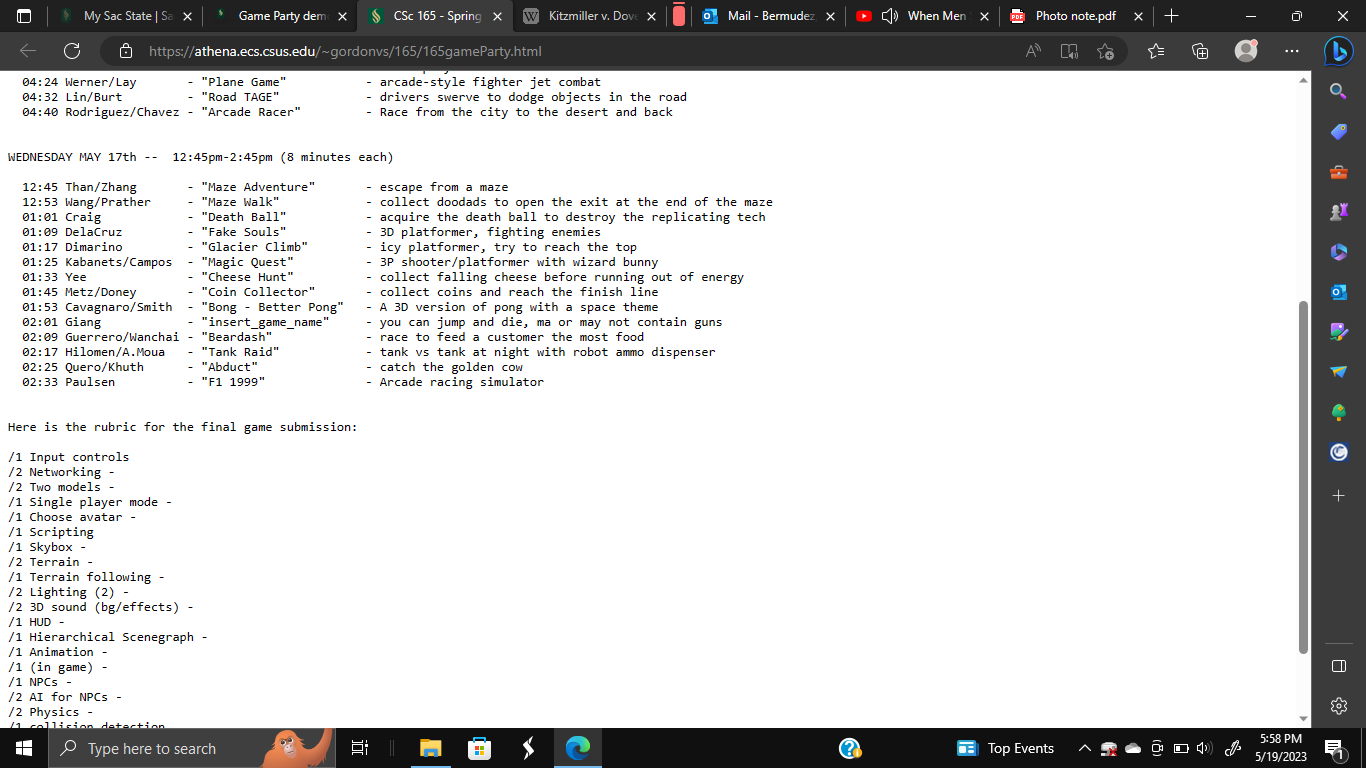 My Sac State | Sa
Game Party dem
CSc 165 - Spring
Kitzmiller v. Dove
Mail - Bermudez,
When Men
Photo note.pdf
https://athena.ecs.csus.edu/~gordonvs/165/165gameParty.html
04:24 Werner/Lay - "Plane Game" - arcade-style fighter jet combat
04:32 Lin/Burt - "Road TAGE" - drivers swerve to dodge objects in the road
04:40 Rodriguez/Chavez - "Arcade Racer" - Race from the city to the desert and back
WEDNESDAY MAY 17th -- 12:45pm-2:45pm (8 minutes each)
12:45 Than/Zhang - "Maze Adventure" - escape from a maze
12:53 Wang/Prather - "Maze Walk" - collect doodads to open the exit at the end of the maze
01:01 Craig - "Death Ball" - acquire the death ball to destroy the replicating tech
01:09 DelaCruz - "Fake Souls" - 3D platformer, fighting enemies
01:17 Dimarino - "Glacier Climb" - icy platformer, try to reach the top
01:25 Kabanets/Campos - "Magic Quest" - 3P shooter/platformer with wizard bunny
01:33 Yee - "Cheese Hunt" - collect falling cheese before running out of energy
01:45 Metz/Doney - "Coin Collector" - collect coins and reach the finish line
01:53 Cavagnaro/Smith - "Bong - Better Pong" - A 3D version of pong with a space theme
02:01 Giang - "insert_game_name" - you can jump and die, ma or may not contain guns
02:09 Guerrero/Wanchai - "Beardash" - race to feed a customer the most food
02:17 Hilomen/A.Moua - "Tank Raid" - tank vs tank at night with robot ammo dispenser
02:25 Quero/Khuth - "Abduct" - catch the golden cow
02:33 Paulsen - "F1 1999" - Arcade racing simulator
Here is the rubric for the final game submission:
/1 Input controls
/2 Networking -
/2 Two models -
/1 Single player mode -
/1 Choose avatar -
/1 Scripting
/1 Skybox -
/2 Terrain -
/1 Terrain following -
/2 Lighting (2) -
/2 3D sound (bg/effects) -
/1 HUD -
/1 Hierarchical Scenegraph -
/1 Animation -
/1 (in game) -
/1 NPCs -
/2 AI for NPCs -
/2 Physics -
/1 collision detection
Type here to search
Top Events
5:58 PM
5/19/2023
1